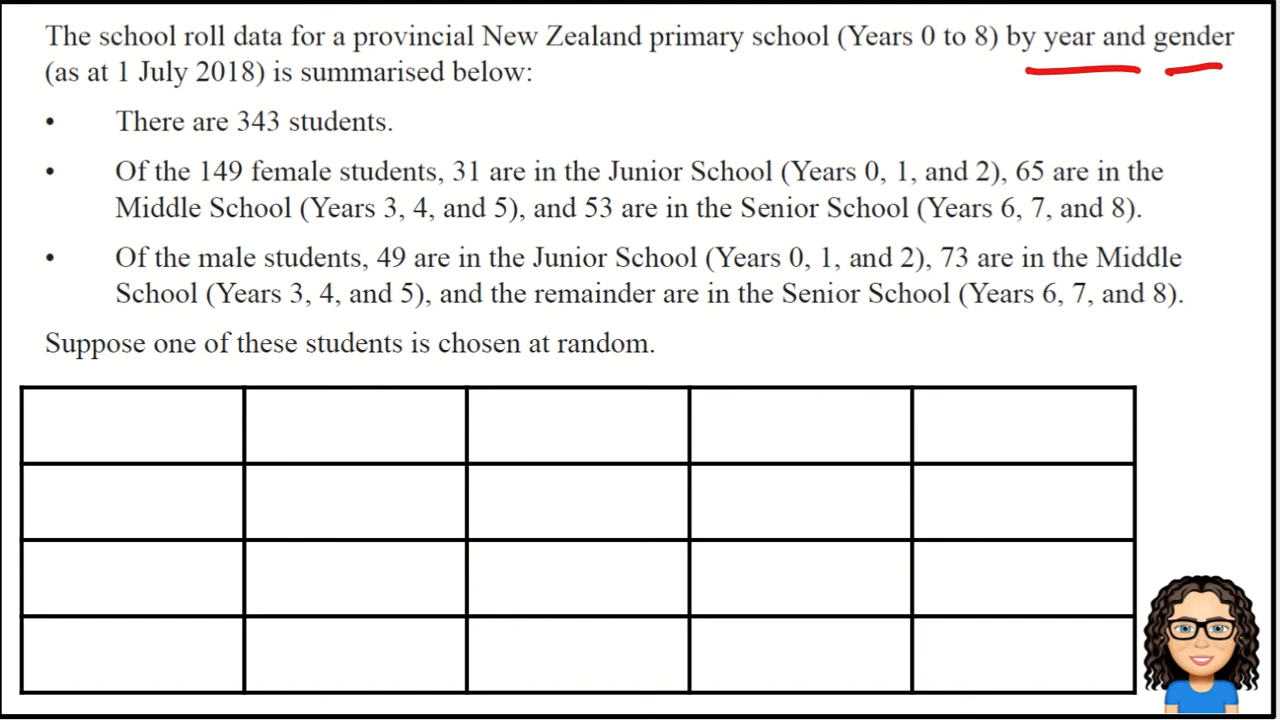 The school roll data for a provincial New Zealand primary school (Years 0 to 8) by year and gender
(as at 1 July 2018) is summarised below:
• There are 343 students.
• Of the 149 female students, 31 are in the Junior School (Years 0, 1, and 2), 65 are in the
Middle School (Years 3, 4, and 5), and 53 are in the Senior School (Years 6, 7, and 8).
• Of the male students, 49 are in the Junior School (Years 0, 1, and 2), 73 are in the Middle
School (Years 3, 4, and 5), and the remainder are in the Senior School (Years 6, 7, and 8).
Suppose one of these students is chosen at random.